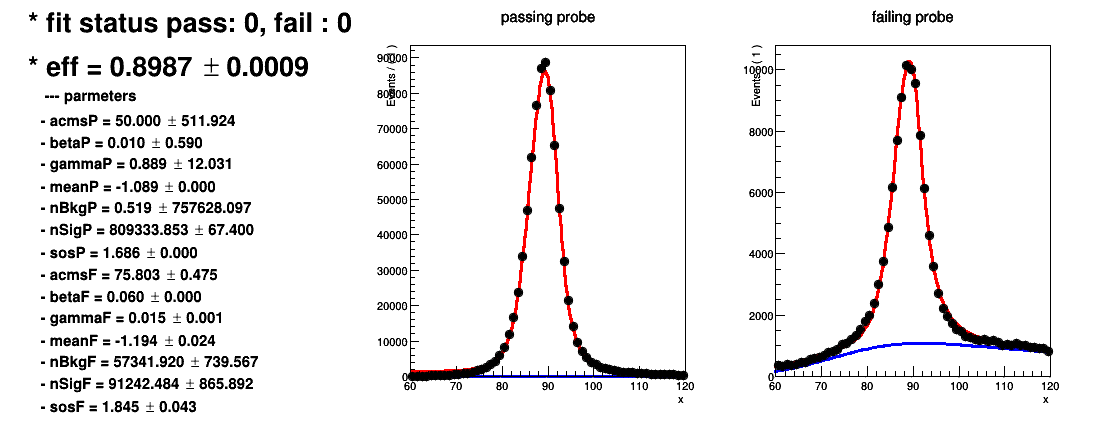 * fit status pass: 0, fail : 0
* eff = 0.8987 ± 0.0009
--- parmeters
- acmsP = 50.000 ± 511.924
- betaP = 0.010 ± 0.590
- gammaP = 0.889 ± 12.031
- meanP = -1.089 ± 0.000
- nBkgP = 0.519 ± 757628.097
- nSigP = 809333.853 ± 67.400
- sosP = 1.686 ± 0.000
- acmsF = 75.803 ± 0.475
- betaF = 0.060 ± 0.000
- gammaF = 0.015 ± 0.001
- meanF = -1.194 ± 0.024
- nBkgF = 57341.920 ± 739.567
- nSigF = 91242.484 ± 865.892
- sosF = 1.845 ± 0.043
passing probe
Events /
90000
80000
70000
60000
50000
40000
30000
20000
10000
0
60 70 80 90 100 110 120
x
failing probe
Events ( 1 )
10000
8000
6000
4000
2000
0
60 70 80 90 100 110 120
x